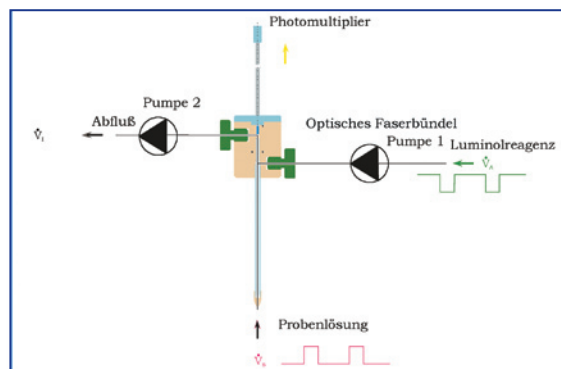 Photomultiplier
Pumpe 2
Abfluß
Optisches Faserbündel
Pumpe 1
Luminolreagenz
Probenlösung